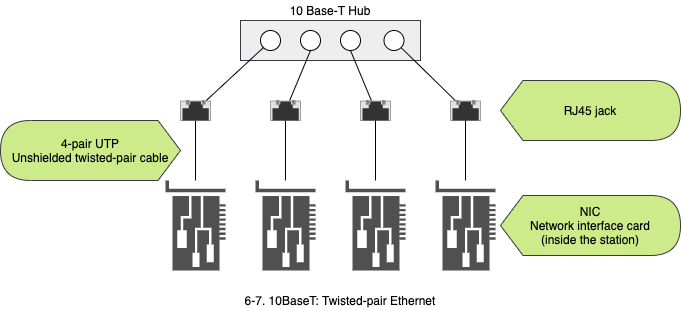 10 Base-T Hub
RJ45 jack
4-pair UTP
Unshielded twisted-pair cable
NIC
Network interface card
(inside the station)
6-7. 10BaseT: Twisted-pair Ethernet